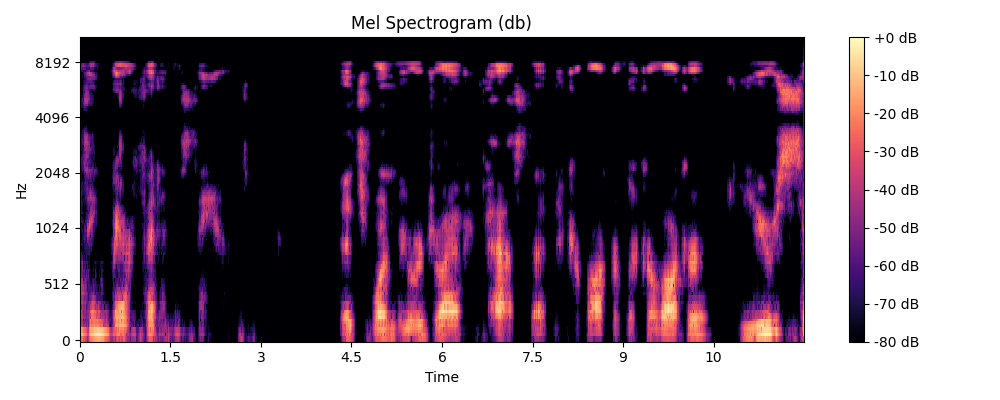 Mel Spectrogram (db)
8192
4096
2048
1024
512
0
Hz
0 1.5 3 4.5 6 7.5 9 10
Time
+0 dB
-10 dB
-20 dB
-30 dB
-40 dB
-50 dB
-60 dB
-70 dB
-80 dB